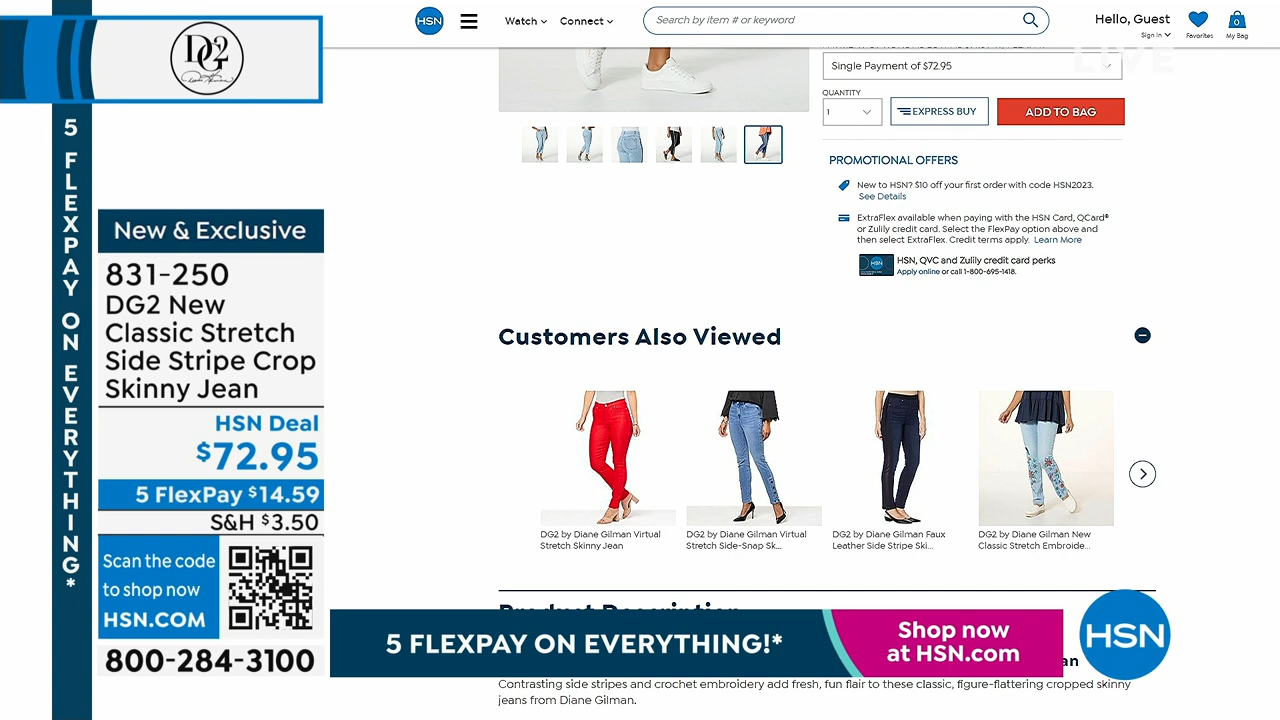 DG2
HSN
Watch
Connect
Search by item # or keyword
Hello, Guest
Sign In
Favorites
0
My Bag
LIVE
Single Payment of $72.95
QUANTITY
1
EXPRESS BUY
ADD TO BAG
PROMOTIONAL OFFERS
New to HSN? $10 off your first order with code HSN2023.
See Details
ExtraFlex available when paying with the HSN Card, QCard®
or Zulily credit card. Select the FlexPay option above and
then select ExtraFlex. Credit terms apply. Learn More
HSN
HSN, QVC and Zulily credit card perks
Apply online or call 1-800-695-1418.
5 FLEXPAY ON EVERYTHING*
New & Exclusive
831-250
DG2 New
Classic Stretch
Side Stripe Crop
Skinny Jean
HSN Deal
$72.95
5 FlexPay $14.59
S&H $3.50
Scan the code
to shop now
HSN.COM
800-284-3100
Customers Also Viewed
DG2 by Diane Gilman Virtual
Stretch Skinny Jean
DG2 by Diane Gilman Virtual
Stretch Side-Snap Sk...
DG2 by Diane Gilman Faux
Leather Side Stripe Ski...
DG2 by Diane Gilman New
Classic Stretch Embroide...
Product Description
5 FLEXPAY ON EVERYTHING!*
Shop now
at HSN.com
HSN
an
Contrasting side stripes and crochet embroidery add fresh, fun flair to these classic, figure-flattering cropped skinny
jeans from Diane Gilman.